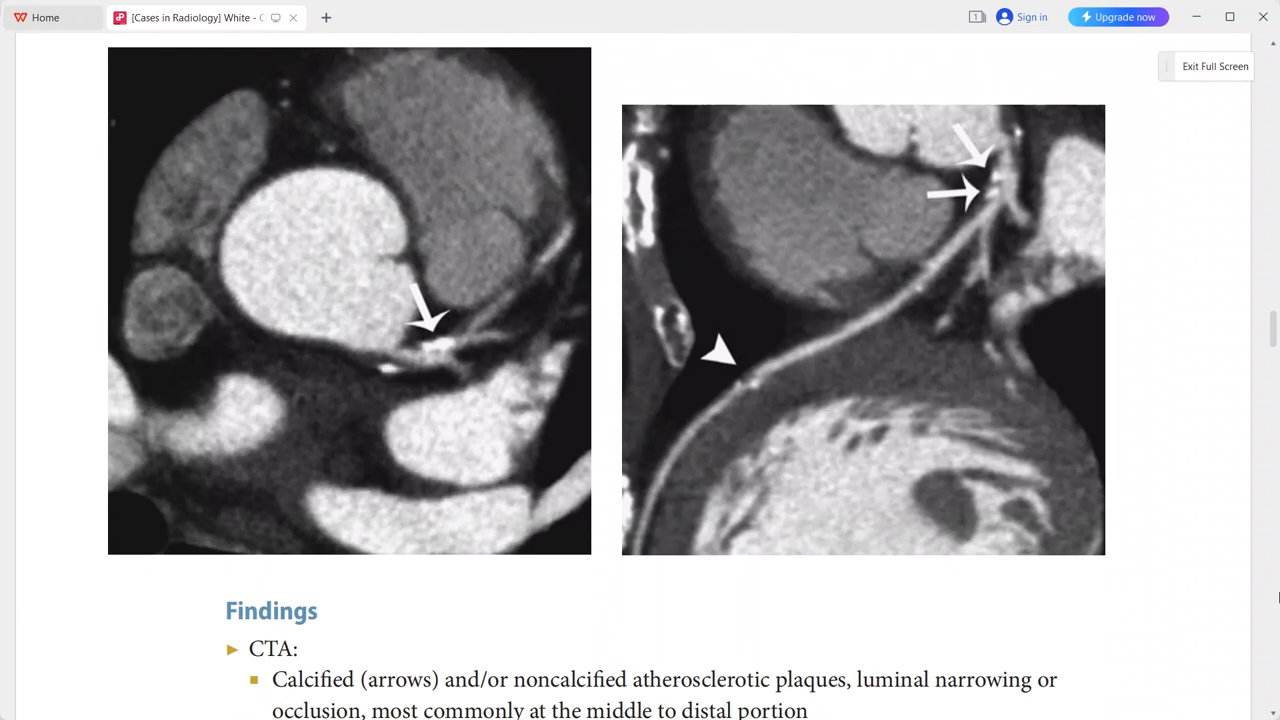 Home
[Cases in Radiology] White - C
1
Sign in
Upgrade now
Exit Full Screen
Findings
CTA:
Calcified (arrows) and/or noncalcified atherosclerotic plaques, luminal narrowing or
occlusion, most commonly at the middle to distal portion